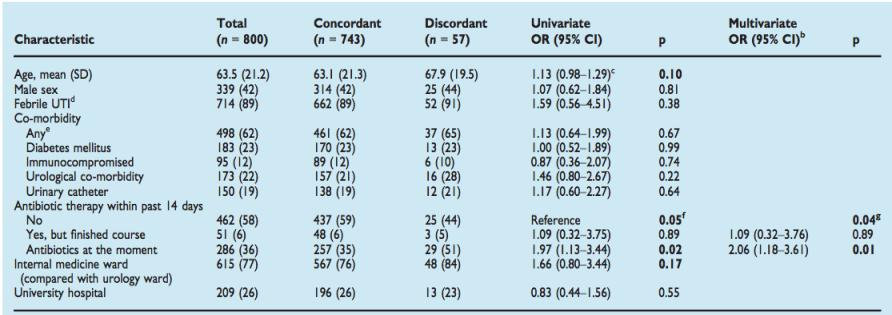 Characteristic Total (n = 800) Concordant (n = 743) Discordant (n = 57) Univariate OR (95% CI) p Multivariate OR (95% CI)b p
Age, mean (SD) 63.5 (21.2) 63.1 (21.3) 67.9 (19.5) 1.13 (0.98–1.29)c 0.10
Male sex 339 (42) 314 (42) 25 (44) 1.07 (0.62–1.84) 0.81
Febrile UTId 714 (89) 662 (89) 52 (91) 1.59 (0.56–4.51) 0.38
Co-morbidity
Anye 498 (62) 461 (62) 37 (65) 1.13 (0.64–1.99) 0.67
Diabetes mellitus 183 (23) 170 (23) 13 (23) 1.00 (0.52–1.89) 0.99
Immunocompromised 95 (12) 89 (12) 6 (10) 0.87 (0.36–2.07) 0.74
Urological co-morbidity 173 (22) 157 (21) 16 (28) 1.46 (0.80–2.67) 0.22
Urinary catheter 150 (19) 138 (19) 12 (21) 1.17 (0.60–2.27) 0.64
Antibiotic therapy within past 14 days
No 462 (58) 437 (59) 25 (44) Reference 0.05f 0.04g
Yes, but finished course 51 (6) 48 (6) 3 (5) 1.09 (0.32–3.75) 0.89 1.09 (0.32–3.76) 0.89
Antibiotics at the moment 286 (36) 257 (35) 29 (51) 1.97 (1.13–3.44) 0.02 2.06 (1.18–3.61) 0.01
Internal medicine ward 615 (77) 567 (76) 48 (84) 1.66 (0.80–3.44) 0.17
(compared with urology ward)
University hospital 209 (26) 196 (26) 13 (23) 0.83 (0.44–1.56) 0.55